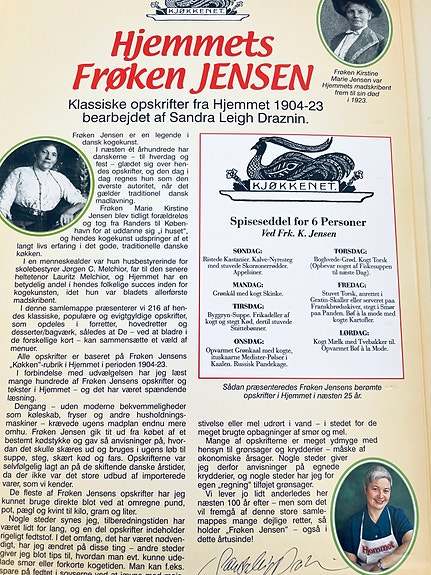 KJØKKENET.
Hjemmets
Frøken JENSEN
Klassiske opskrifter fra Hjemmet 1904-23
bearbejdet af Sandra Leigh Draznin.
Frøken Kirstine
Marie Jensen var
Hjemmets madskribent
frem til sin død
i 1923.
Frøken Jensen er en legende i
dansk kogekunst.
I næsten ét århundrede har
danskerne – til hverdag og
fest – glædet sig over hen-
des opskrifter, og den dag i
dag regnes hun som den
øverste autoritet, når det
gælder traditionel dansk
madlavning.
Frøken Marie Kirstine
Jensen blev tidligt forældreløs
og tog fra Randers til Køben-
havn for at uddanne sig „i huset",
og hendes kogekunst udspringer af et
langt livs erfaring i det gode, traditionelle danske
køkken.
I en menneskealder var hun husbestyrerinde for
skolebestyrer Jørgen C. Melchior, far til den senere
heltetenor Lauritz Melchior, og Hjemmet har en
betydelig andel i hendes folkelige succes inden for
kogekunsten, idet hun var bladets allerførste
madskribent.
I denne samlemappe præsenterer vi 216 af hen-
des klassiske, populære og evigtgyldige opskrifter,
som opdeles i forretter, hovedretter og
desserter/bagværk, således at De – ved at bladre i
de forskellige kort – kan sammensætte et væld af
menuer.
Alle opskrifter er baseret på Frøken Jensens
„Køkken"-rubrik i Hjemmet i perioden 1904-23.
I forbindelse med udvælgelsen har jeg læst
mange hundrede af Frøken Jensens opskrifter og
tekster i Hjemmet – og det har været spændende
læsning.
Dengang – uden moderne bekvemmeligheder
som køleskab, fryser og andre husholdnings-
maskiner – krævede ugens madplan endnu mere
omhu. Frøken Jensen gik til ud fra købet af et
bestemt kødstykke og gav så anvisning på, hvor-
dan det skulle skæres ud og bruges i ugens løb til
suppe, steg, skært kød og fars. Opskrifterne var
selvfølgelig lagt an på de skiftende danske årstider,
da der ikke var det store udbud af importerede
varer, som vi kender.
De fleste af Frøken Jensens opskrifter har jeg
kunnet bruge direkte blot ved at omregne pund,
pot, pægl og kvint til kilo, gram og liter.
Nogle steder synes jeg, tilberedningstiden har
været lidt for lang, og en del opskrifter indeholder
rigeligt fedtstof. I det omfang, det har været nødven-
digt, har jeg ændret på disse ting – andre steder
giver jeg blot tips til, hvordan man evt. kunne ude-
lade smør eller forkorte kogetiden. Man kan f.eks.
KJØKKENET.
Spiseseddel for 6 Personer
Ved Frk. K. Jensen
SØNDAG:
Ristede Kastanier. Kalve-Nyresteg
med stuvede Skorzonerrødder.
Appelsiner.
MANDAG:
Grønkål med kogt Skinke.
TIRSDAG:
Byggryn-Suppe. Frikadeller af
kogt og stegt Kød, dertil stuvede
Snittebønner.
ONSDAG:
Opvarmet Grønkaal med kogte,
ituskaarne Medister-Pølser i
Kaalen. Russisk Pandekage.
TORSDAG:
Boghvede-Grød. Kogt Torsk
(Opbevar noget af Fiskesuppen
til næste Dag).
FREDAG:
Stuvet Torsk, anrettet i
Gratin-Skaller eller serveret paa
Franskbrødsskiver, stegt i Smør
paa Panden. Bøf à la mode med
kogte Kartofler.
LØRDAG:
Kogt Mælk med Tvebakker til.
Opvarmet Bøf à la Mode.
Sådan præsenteredes Frøken Jensens berømte
opskrifter i Hjemmet i næsten 25 år.
stivelse eller mel udrørt i vand – i stedet for de
meget brugte opbagninger af smør og mel.
Mange af opskrifterne er meget ydmyge med
hensyn til grøntsager og krydderier – måske af
økonomiske årsager. Nogle steder giver
jeg derfor anvisninger på egnede
krydderier, og nogle steder har jeg for
egen „regning" tilføjet grøntsager.
Vi lever jo lidt anderledes her
næsten 100 år efter – men som det
vil fremgå af denne store samle-
mappes mange dejlige retter, så
holder „Frøken Jensen" – også i
dette årtusinde!
Hjemmet